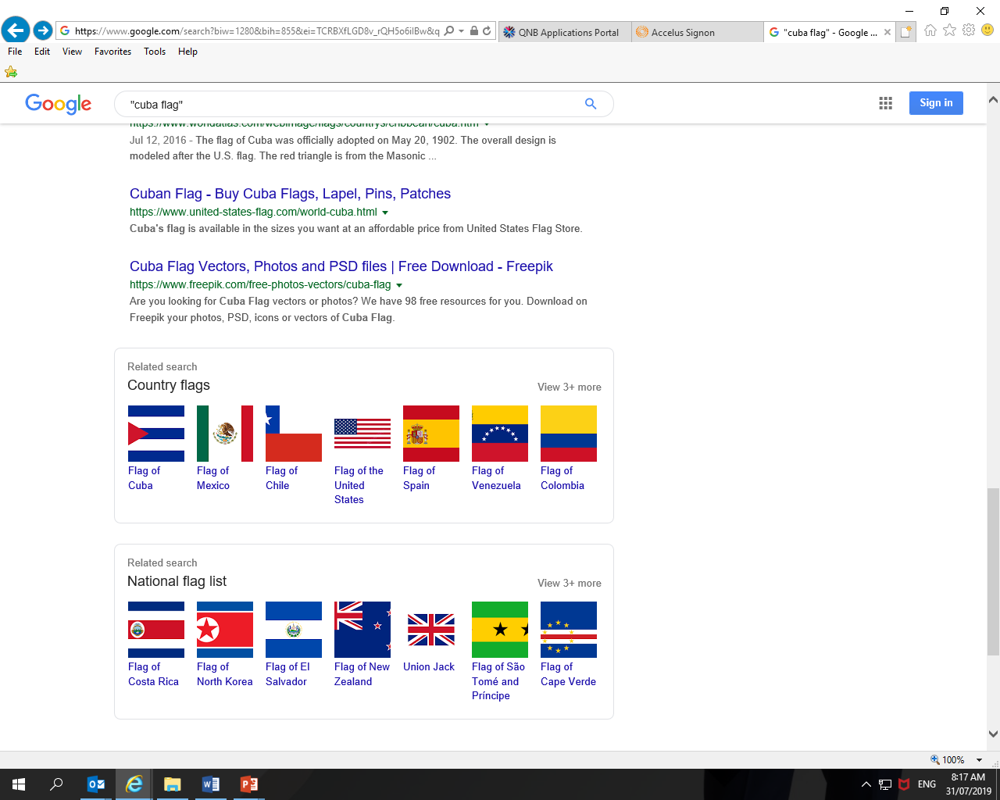 https://www.google.com/search?biw=1280&bih=855&ei=TCRBXfLGD8v_rQH5o6iIBw&q
QNB Applications Portal
Accelus Signon
"cuba flag" - Google ...
File Edit View Favorites Tools Help
Google
"cuba flag"
Sign in
https://www.worldatlas.com/webimage/flags/countrys/cribbean/cuba.htm
Jul 12, 2016 - The flag of Cuba was officially adopted on May 20, 1902. The overall design is
modeled after the U.S. flag. The red triangle is from the Masonic ...
Cuban Flag - Buy Cuba Flags, Lapel, Pins, Patches
https://www.united-states-flag.com/world-cuba.html
Cuba's flag is available in the sizes you want at an affordable price from United States Flag Store.
Cuba Flag Vectors, Photos and PSD files | Free Download - Freepik
https://www.freepik.com/free-photos-vectors/cuba-flag
Are you looking for Cuba Flag vectors or photos? We have 98 free resources for you. Download on
Freepik your photos, PSD, icons or vectors of Cuba Flag.
Related search
Country flags
View 3+ more
Flag of
Cuba
Flag of
Mexico
Flag of
Chile
Flag of the
United
States
Flag of
Spain
Flag of
Venezuela
Flag of
Colombia
Related search
National flag list
View 3+ more
Flag of
Costa Rica
Flag of
North Korea
Flag of El
Salvador
Flag of New
Zealand
Union Jack
Flag of São
Tomé and
Príncipe
Flag of
Cape Verde
100%
ENG
8:17 AM
31/07/2019